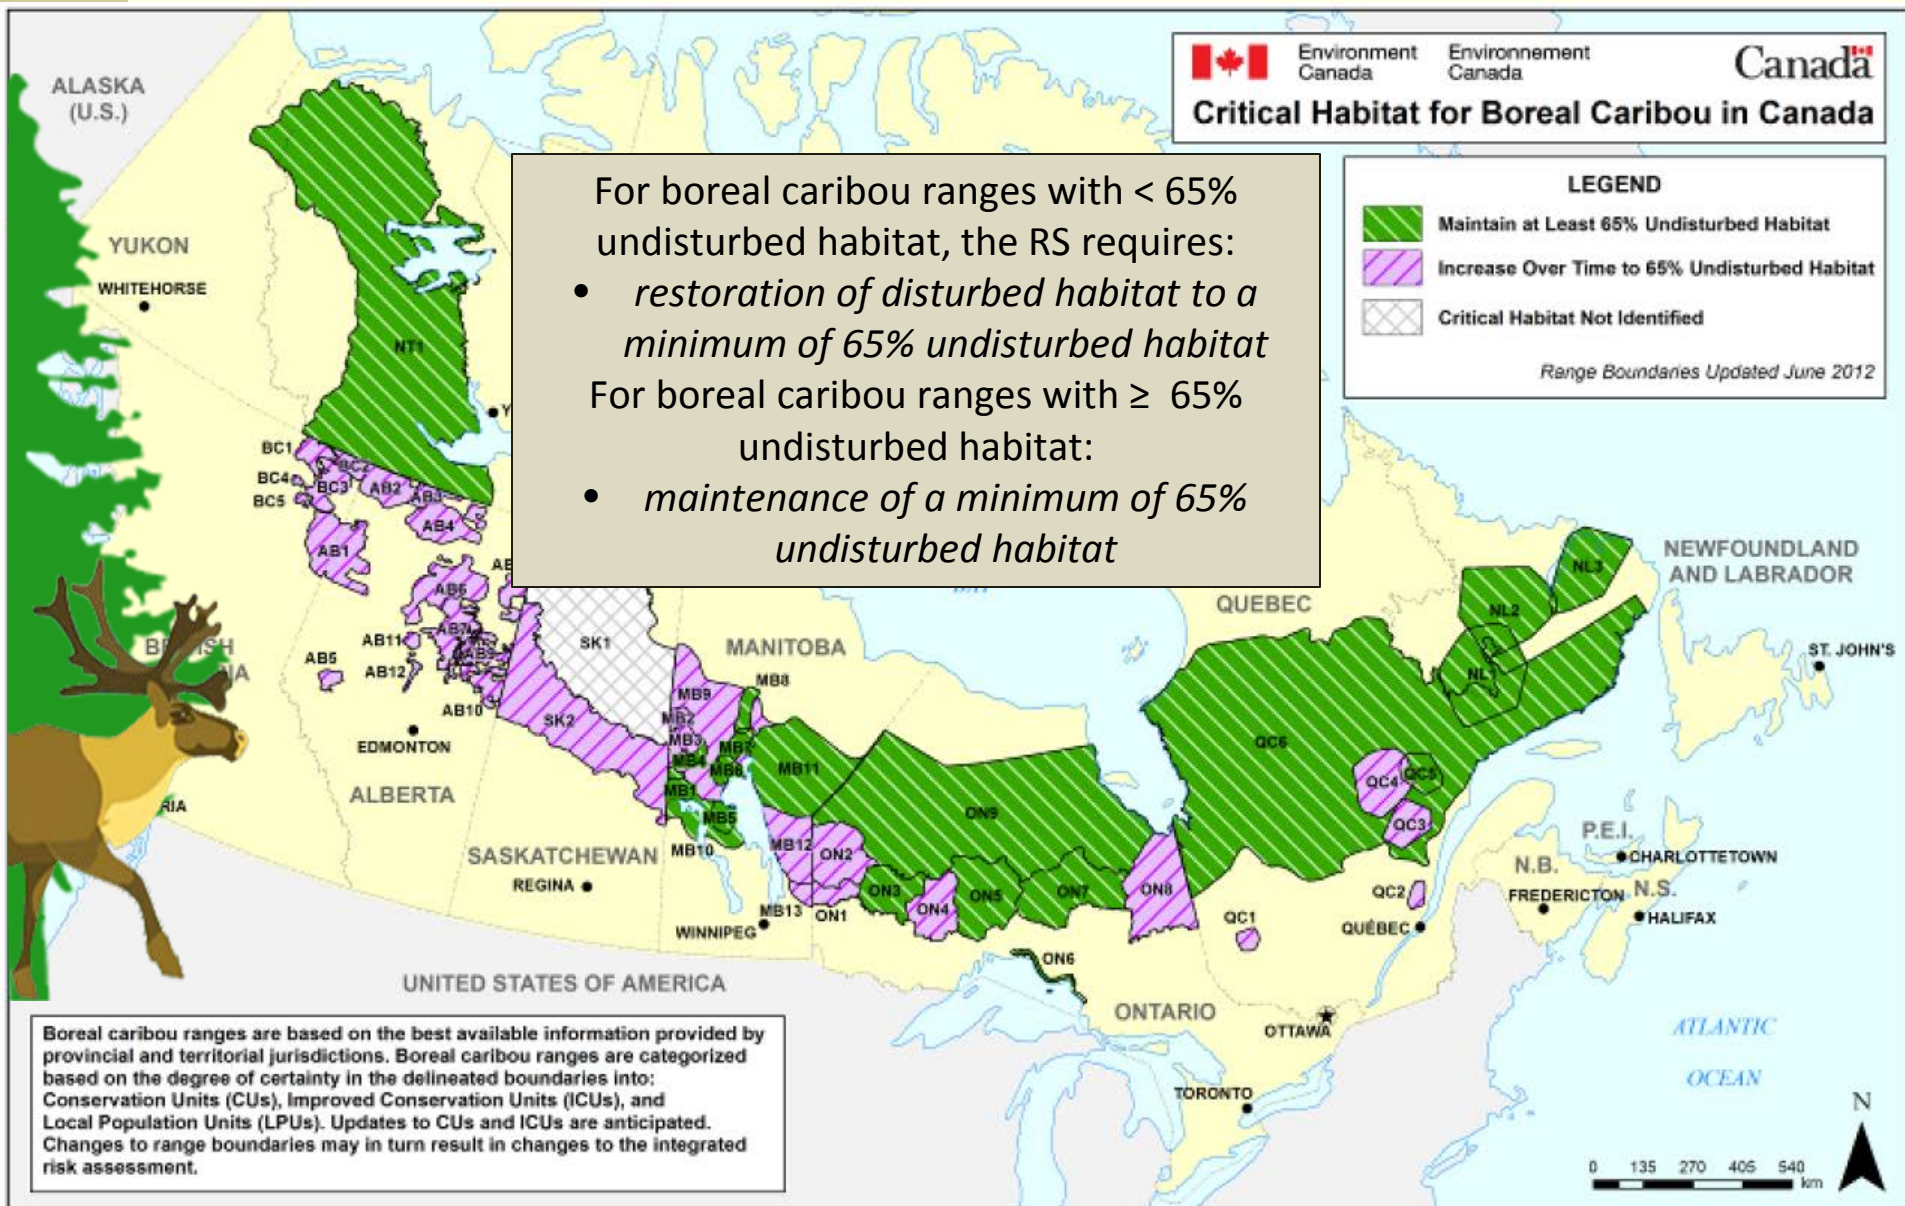 Environment
Canada
Environnement
Canada
Canada
Critical Habitat for Boreal Caribou in Canada
LEGEND
Maintain at Least 65% Undisturbed Habitat
Increase Over Time to 65% Undisturbed Habitat
Critical Habitat Not Identified
Range Boundaries Updated June 2012
For boreal caribou ranges with < 65%
undisturbed habitat, the RS requires:
• restoration of disturbed habitat to a
minimum of 65% undisturbed habitat
For boreal caribou ranges with ≥ 65%
undisturbed habitat:
• maintenance of a minimum of 65%
undisturbed habitat
ALASKA
(U.S.)
YUKON
WHITEHORSE
NT1
Y
BC1
BC2
BC4
BC3
BC5
AB2
AB3
AB4
AB1
AB
AB6
AB7
AB11
AB5
AB12
AB10
SK1
SK2
EDMONTON
ALBERTA
RIA
SASKATCHEWAN
REGINA
MANITOBA
MB8
MB9
MB2
MB3
MB7
MB4
MB6
MB11
MB1
MB5
MB10
MB12
MB13
WINNIPEG
ON1
ON2
ON3
ON4
ON5
ON9
ON7
ON8
ON6
ONTARIO
OTTAWA
TORONTO
QUEBEC
QC6
QC4
QC5
QC3
QC2
QC1
QUÉBEC
NL3
NL2
NL1
NEWFOUNDLAND
AND LABRADOR
ST. JOHN'S
P.E.I.
CHARLOTTETOWN
N.B.
FREDERICTON
N.S.
HALIFAX
UNITED STATES OF AMERICA
ATLANTIC
OCEAN
N
0 135 270 405 540
km
Boreal caribou ranges are based on the best available information provided by
provincial and territorial jurisdictions. Boreal caribou ranges are categorized
based on the degree of certainty in the delineated boundaries into:
Conservation Units (CUs), Improved Conservation Units (ICUs), and
Local Population Units (LPUs). Updates to CUs and ICUs are anticipated.
Changes to range boundaries may in turn result in changes to the integrated
risk assessment.